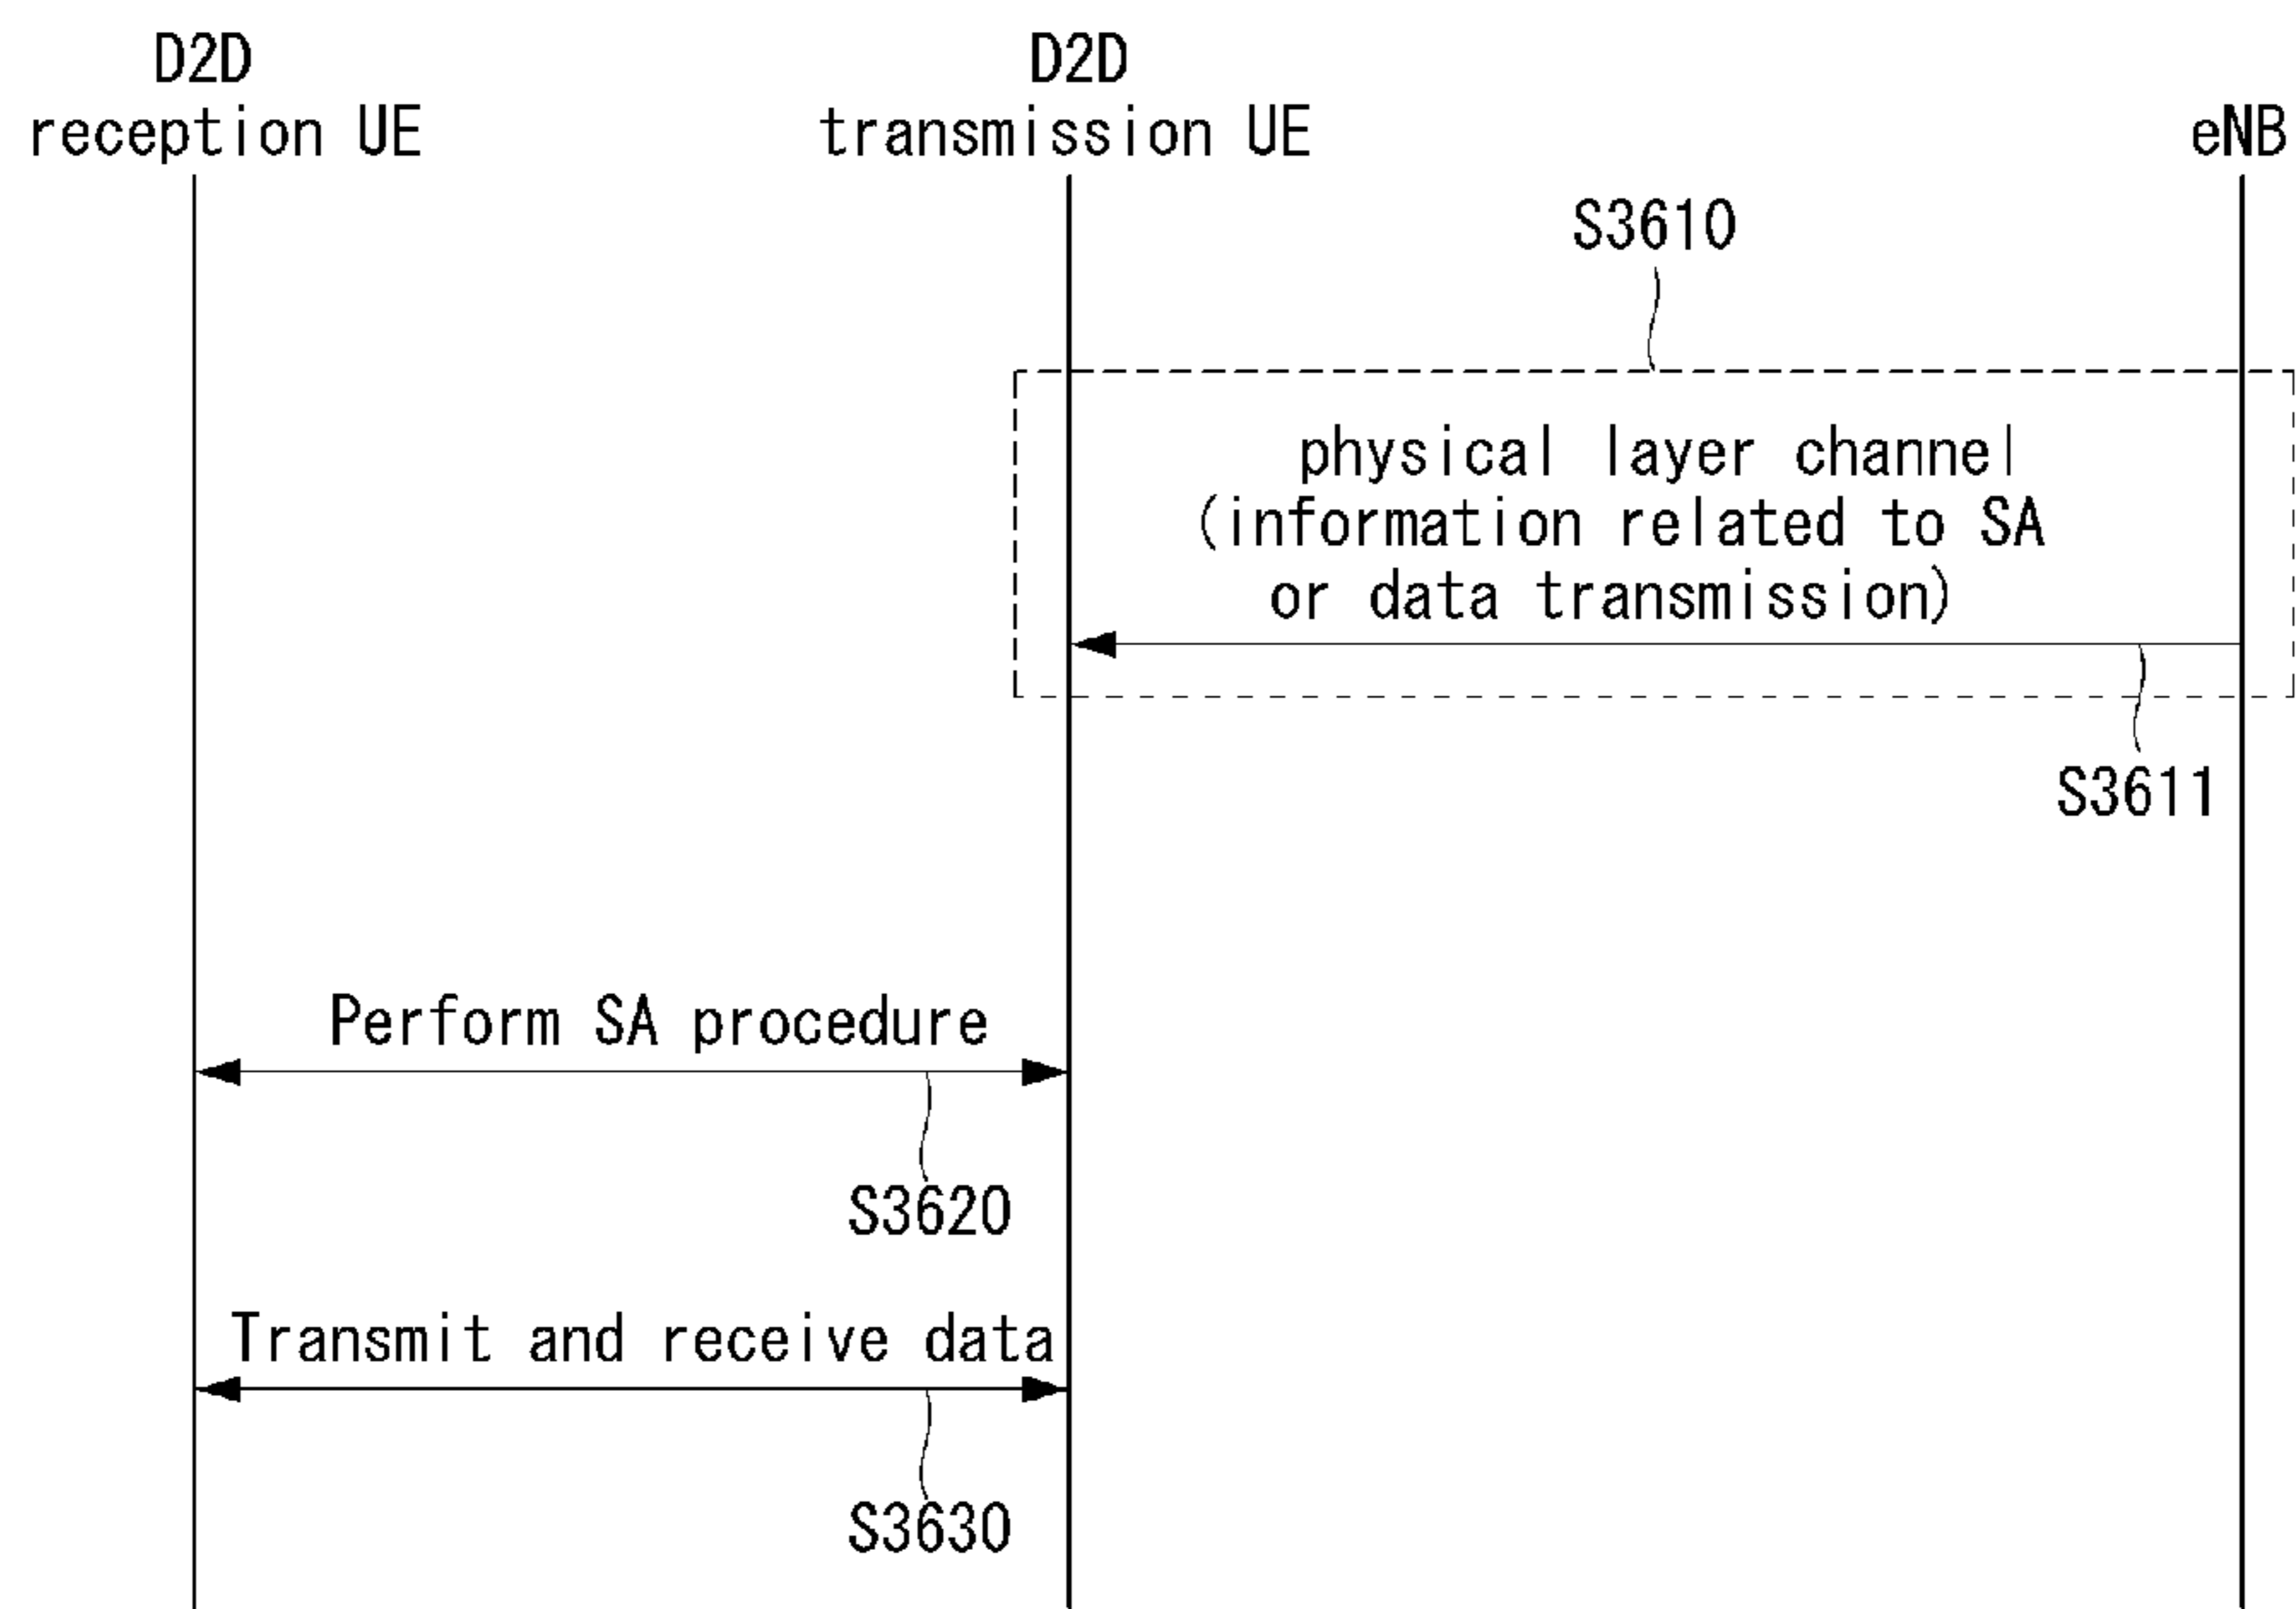 D2D
reception UE
D2D
transmission UE
eNB
S3610
physical layer channel
(information related to SA
or data transmission)
S3611
Perform SA procedure
S3620
Transmit and receive data
S3630